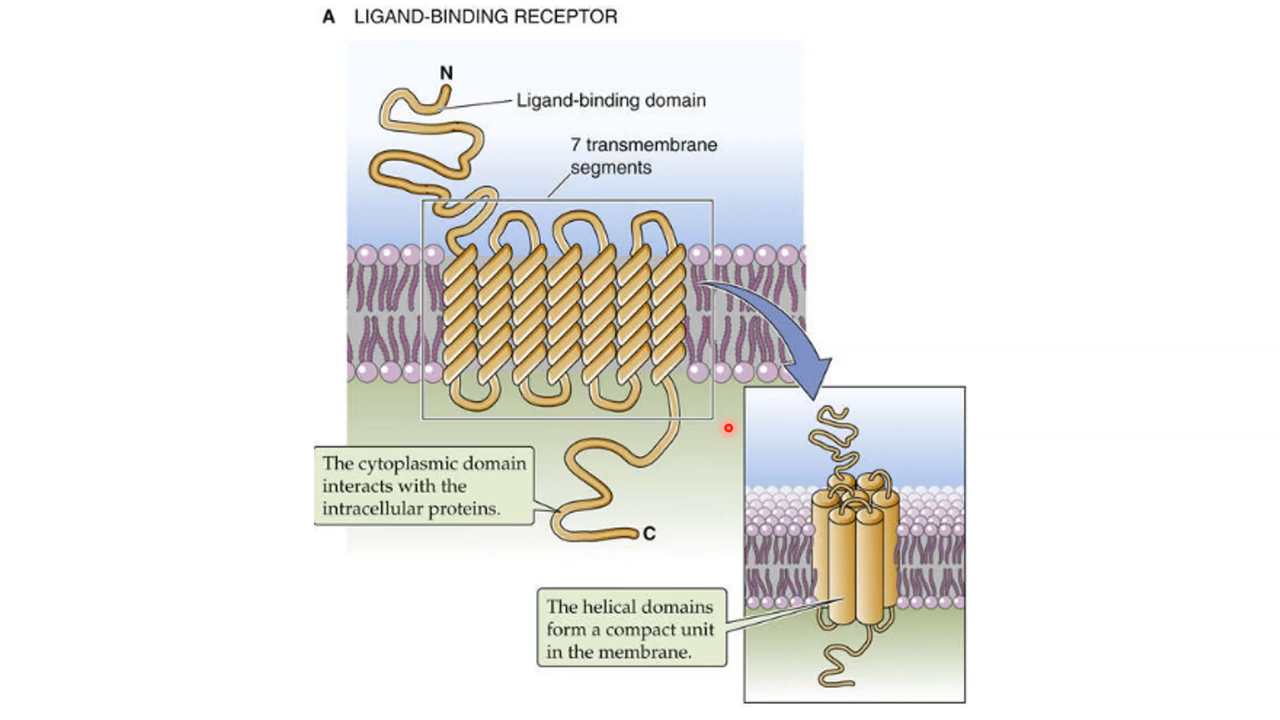 A LIGAND-BINDING RECEPTOR
N
Ligand-binding domain
7 transmembrane
segments
The cytoplasmic domain
interacts with the
intracellular proteins.
C
The helical domains
form a compact unit
in the membrane.